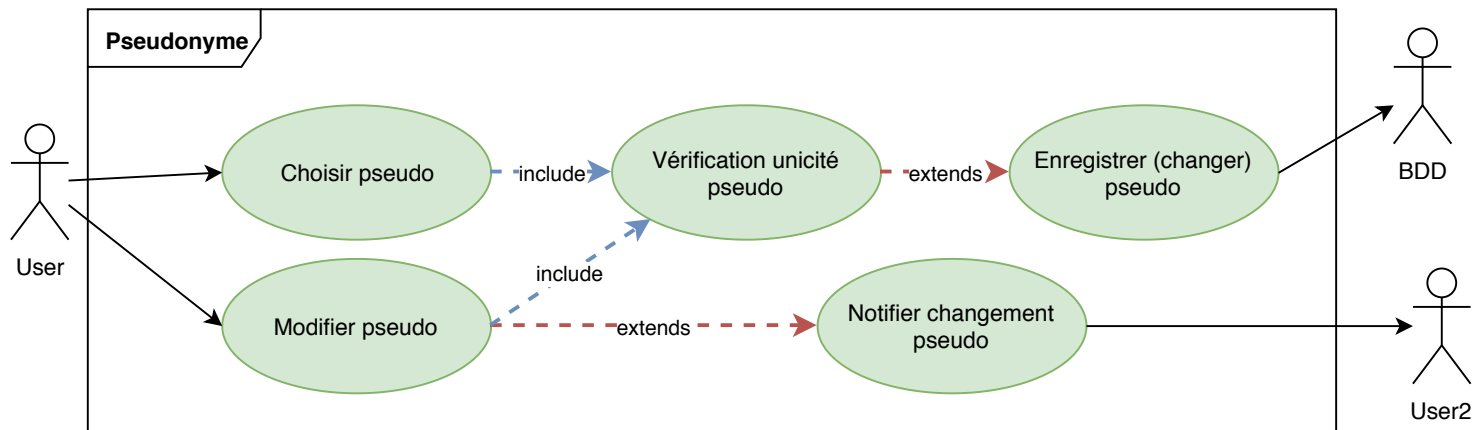 Pseudonyme
User
Choisir pseudo
include
Vérification unicité
pseudo
extends
Enregistrer (changer)
pseudo
BDD
include
Modifier pseudo
extends
Notifier changement
pseudo
User2